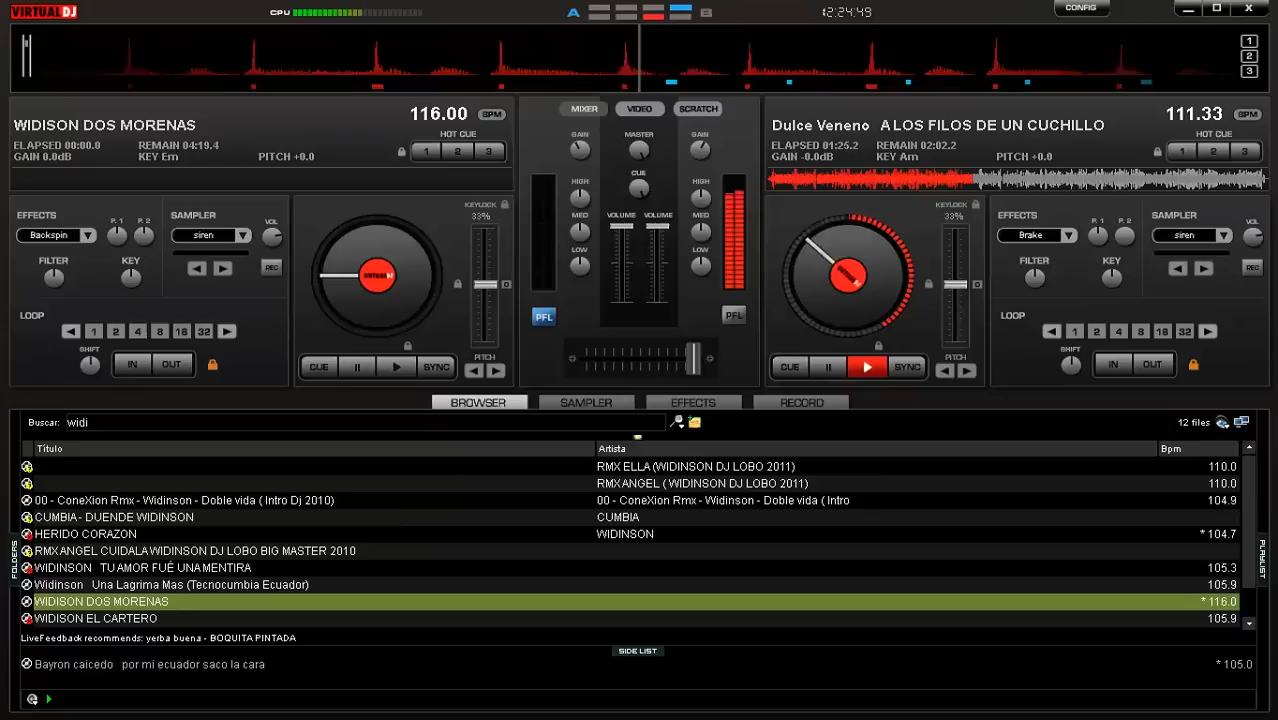 VIRTUAL DJ
CPU
A
B
12:24:49
CONFIG
1
2
3
WIDISON DOS MORENAS
116.00 BPM
ELAPSED 00:00.0 REMAIN 04:19.4
GAIN 0.0dB KEY Em PITCH +0.0
HOT CUE
1 2 3
MIXER VIDEO SCRATCH
GAIN MASTER GAIN
CUE
HIGH HIGH
MED VOLUME VOLUME MED
LOW LOW
PFL PFL
Dulce Veneno A LOS FILOS DE UN CUCHILLO
111.33 BPM
ELAPSED 01:25.2 REMAIN 02:02.2
GAIN -0.0dB KEY Am PITCH +0.0
HOT CUE
1 2 3
EFFECTS P. 1 P. 2 SAMPLER VOL
Backspin siren
FILTER KEY REC
LOOP
1 2 4 8 16 32
SHIFT IN OUT
KEYLOCK
33%
VIRTUAL DJ
PITCH
CUE SYNC
KEYLOCK
33%
VIRTUAL DJ
PITCH
CUE SYNC
EFFECTS P. 1 P. 2 SAMPLER VOL
Brake siren
FILTER KEY REC
LOOP
1 2 4 8 16 32
SHIFT IN OUT
BROWSER SAMPLER EFFECTS RECORD
Buscar: widi
12 files
Título Artista Bpm
RMX ELLA (WIDINSON DJ LOBO 2011) 110.0
RMX ANGEL ( WIDINSON DJ LOBO 2011) 110.0
00 - ConeXion Rmx - Widinson - Doble vida ( Intro Dj 2010) 00 - ConeXion Rmx - Widinson - Doble vida ( Intro 104.9
CUMBIA - DUENDE WIDINSON CUMBIA
HERIDO CORAZON WIDINSON * 104.7
RMX ANGEL CUIDALA WIDINSON DJ LOBO BIG MASTER 2010
WIDINSON TU AMOR FUÉ UNA MENTIRA 105.3
Widinson Una Lagrima Mas (Tecnocumbia Ecuador) 105.9
WIDISON DOS MORENAS * 116.0
WIDISON EL CARTERO 105.9
FOLDERS
PLAYLIST
LiveFeedback recommends: yerba buena - BOQUITA PINTADA
SIDE LIST
Bayron caicedo por mi ecuador saco la cara * 105.0